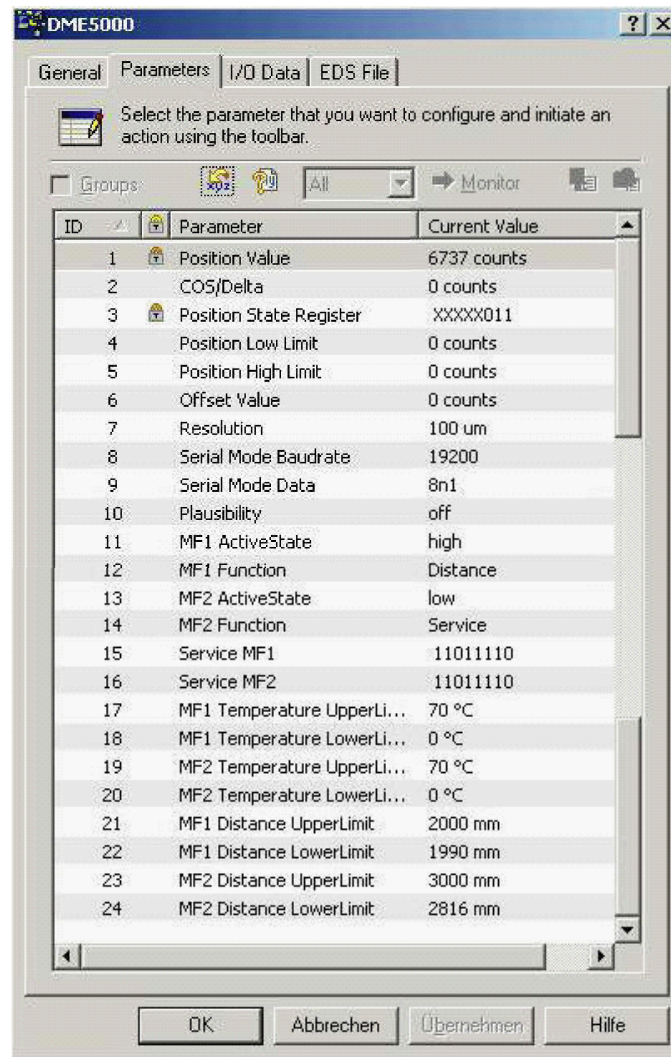 DME5000
General Parameters I/O Data EDS File
Select the parameter that you want to configure and initiate an
action using the toolbar.
Groups All Monitor
ID Parameter Current Value
1 Position Value 6737 counts
2 COS/Delta 0 counts
3 Position State Register XXXXX011
4 Position Low Limit 0 counts
5 Position High Limit 0 counts
6 Offset Value 0 counts
7 Resolution 100 um
8 Serial Mode Baudrate 19200
9 Serial Mode Data 8n1
10 Plausibility off
11 MF1 ActiveState high
12 MF1 Function Distance
13 MF2 ActiveState low
14 MF2 Function Service
15 Service MF1 11011110
16 Service MF2 11011110
17 MF1 Temperature UpperLi... 70 °C
18 MF1 Temperature LowerLi... 0 °C
19 MF2 Temperature UpperLi... 70 °C
20 MF2 Temperature LowerLi... 0 °C
21 MF1 Distance UpperLimit 2000 mm
22 MF1 Distance LowerLimit 1990 mm
23 MF2 Distance UpperLimit 3000 mm
24 MF2 Distance LowerLimit 2816 mm
OK Abbrechen Übernehmen Hilfe